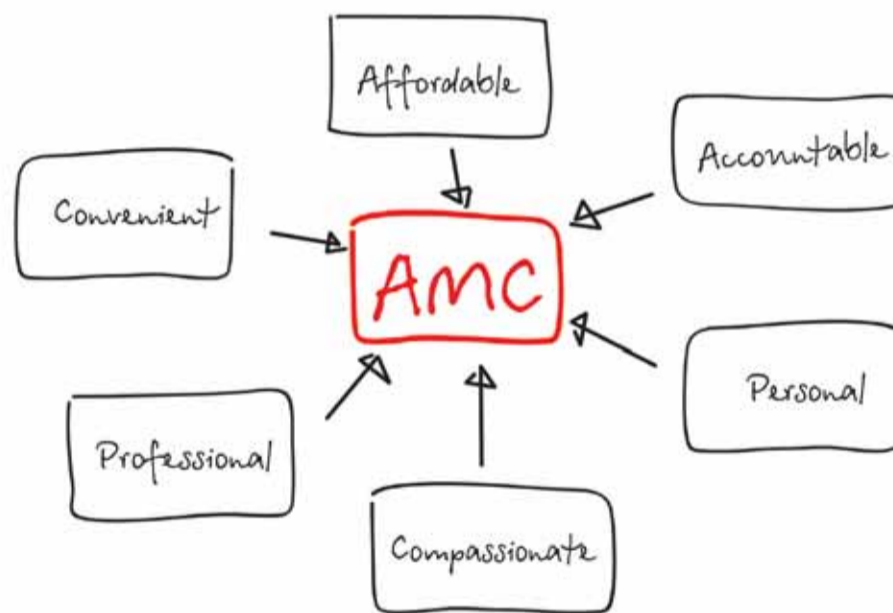 Affordable
Accountable
Convenient
AMC
Personal
Professional
Compassionate